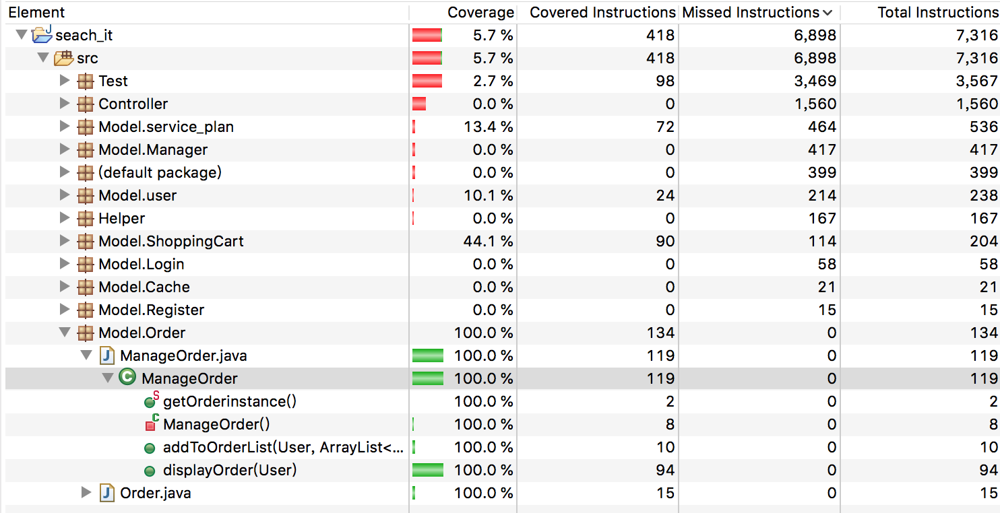 Element Coverage Covered Instructions Missed Instructions Total Instructions
seach_it 5.7 % 418 6,898 7,316
src 5.7 % 418 6,898 7,316
Test 2.7 % 98 3,469 3,567
Controller 0.0 % 0 1,560 1,560
Model.service_plan 13.4 % 72 464 536
Model.Manager 0.0 % 0 417 417
(default package) 0.0 % 0 399 399
Model.user 10.1 % 24 214 238
Helper 0.0 % 0 167 167
Model.ShoppingCart 44.1 % 90 114 204
Model.Login 0.0 % 0 58 58
Model.Cache 0.0 % 0 21 21
Model.Register 0.0 % 0 15 15
Model.Order 100.0 % 134 0 134
ManageOrder.java 100.0 % 119 0 119
ManageOrder 100.0 % 119 0 119
getOrderinstance() 100.0 % 2 0 2
ManageOrder() 100.0 % 8 0 8
addToOrderList(User, ArrayList<... 100.0 % 10 0 10
displayOrder(User) 100.0 % 94 0 94
Order.java 100.0 % 15 0 15